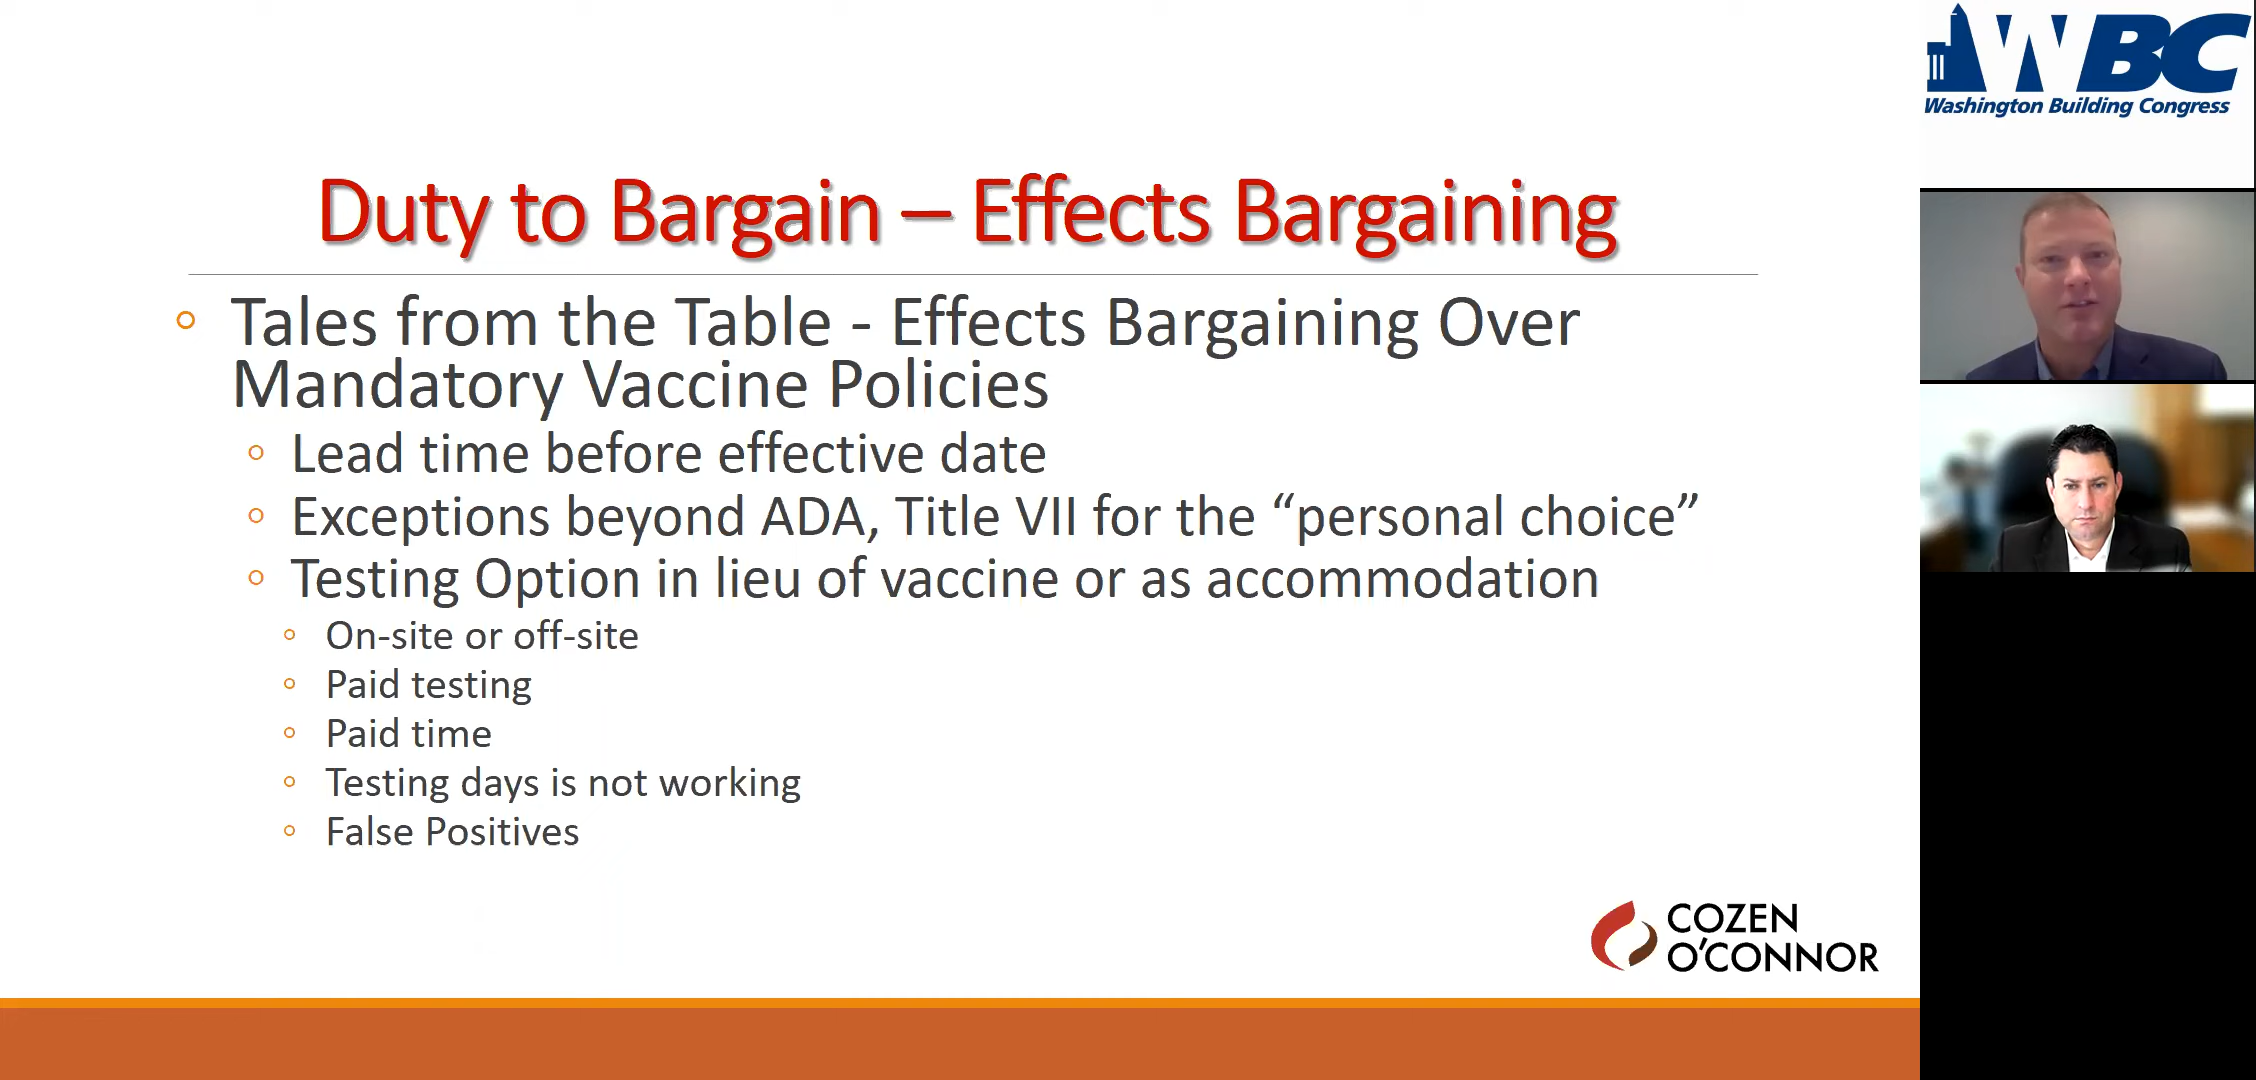 Duty to Bargain – Effects Bargaining
Tales from the Table - Effects Bargaining Over
Mandatory Vaccine Policies
Lead time before effective date
Exceptions beyond ADA, Title VII for the “personal choice”
Testing Option in lieu of vaccine or as accommodation
On-site or off-site
Paid testing
Paid time
Testing days is not working
False Positives
COZEN
O'CONNOR
WBC
Washington Building Congress